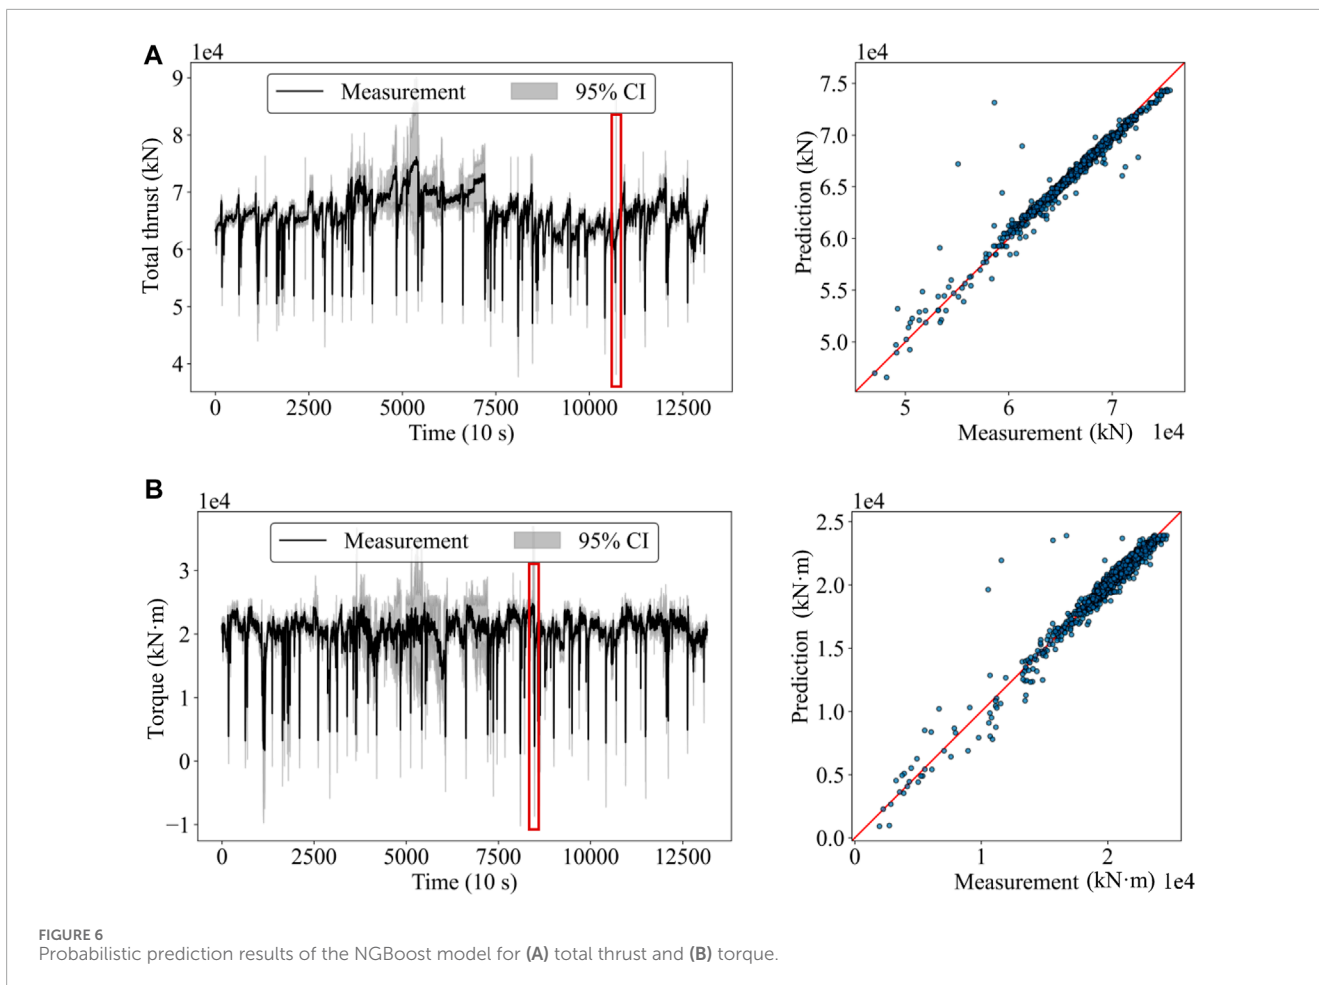 A
1e4
Measurement 95% CI
9
8
7
6
5
4
Total thrust (kN)
0 2500 5000 7500 10000 12500
Time (10 s)
1e4
7.5
7.0
6.5
6.0
5.5
5.0
Prediction (kN)
5 6 7
Measurement (kN) 1e4
B
1e4
Measurement 95% CI
3
2
1
0
−1
Torque (kN·m)
0 2500 5000 7500 10000 12500
Time (10 s)
1e4
2.5
2.0
1.5
1.0
0.5
0.0
Prediction (kN·m)
0 1 2
Measurement (kN·m) 1e4
FIGURE 6
Probabilistic prediction results of the NGBoost model for (A) total thrust and (B) torque.